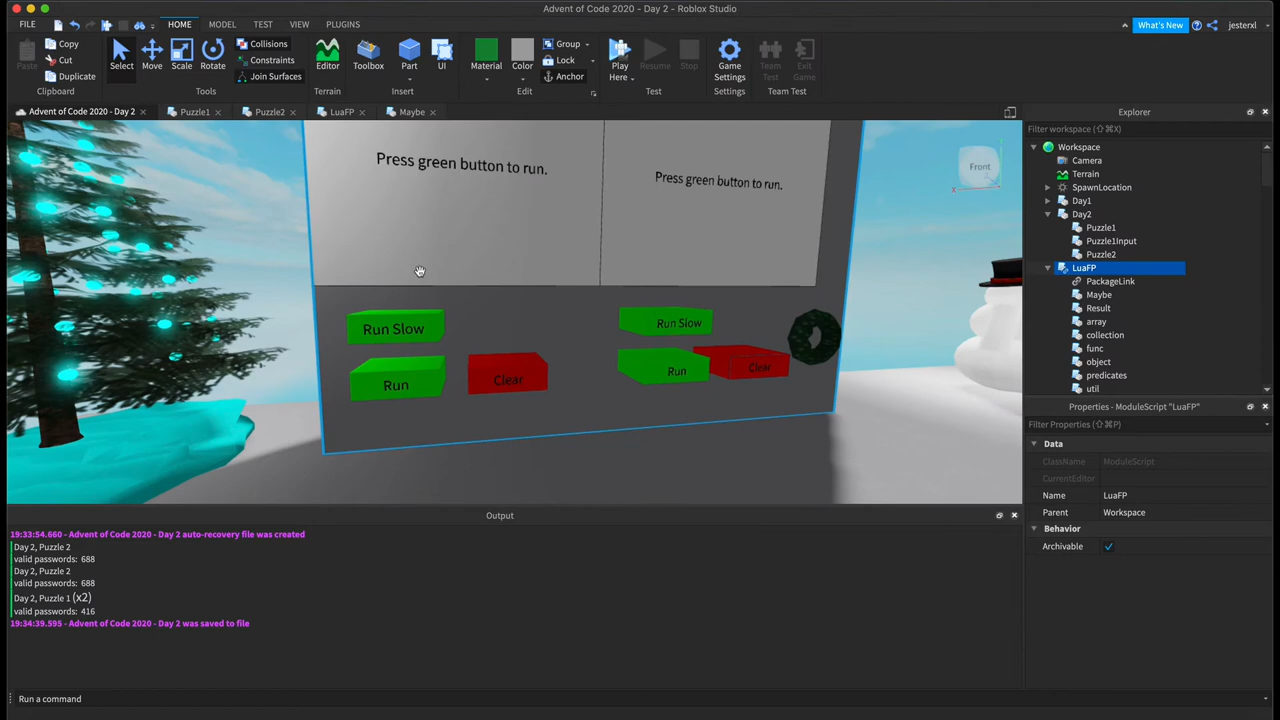 Advent of Code 2020 - Day 2 - Roblox Studio
FILE HOME MODEL TEST VIEW PLUGINS What's New jesterxl
Paste Copy Cut Duplicate Clipboard
Select Move Scale Rotate Collisions Constraints Join Surfaces Tools
Editor Terrain
Toolbox Part UI Insert
Material Color Group Lock Anchor Edit
Play Here Resume Stop Test
Game Settings Settings
Team Test Exit Game Team Test
Advent of Code 2020 - Day 2 Puzzle1 Puzzle2 LuaFP Maybe
Press green button to run.
Press green button to run.
Front
X
Run Slow
Run
Clear
Run Slow
Run
Clear
Explorer
Filter workspace (⇧⌘X)
Workspace
Camera
Terrain
SpawnLocation
Day1
Day2
Puzzle1
Puzzle1Input
Puzzle2
LuaFP
PackageLink
Maybe
Result
array
collection
func
object
predicates
util
Properties - ModuleScript "LuaFP"
Filter Properties (⇧⌘P)
Data
ClassName ModuleScript
CurrentEditor
Name LuaFP
Parent Workspace
Behavior
Archivable
Output
19:33:54.660 - Advent of Code 2020 - Day 2 auto-recovery file was created
Day 2, Puzzle 2
valid passwords: 688
Day 2, Puzzle 2
valid passwords: 688
Day 2, Puzzle 1 (x2)
valid passwords: 416
19:34:39.595 - Advent of Code 2020 - Day 2 was saved to file
Run a command